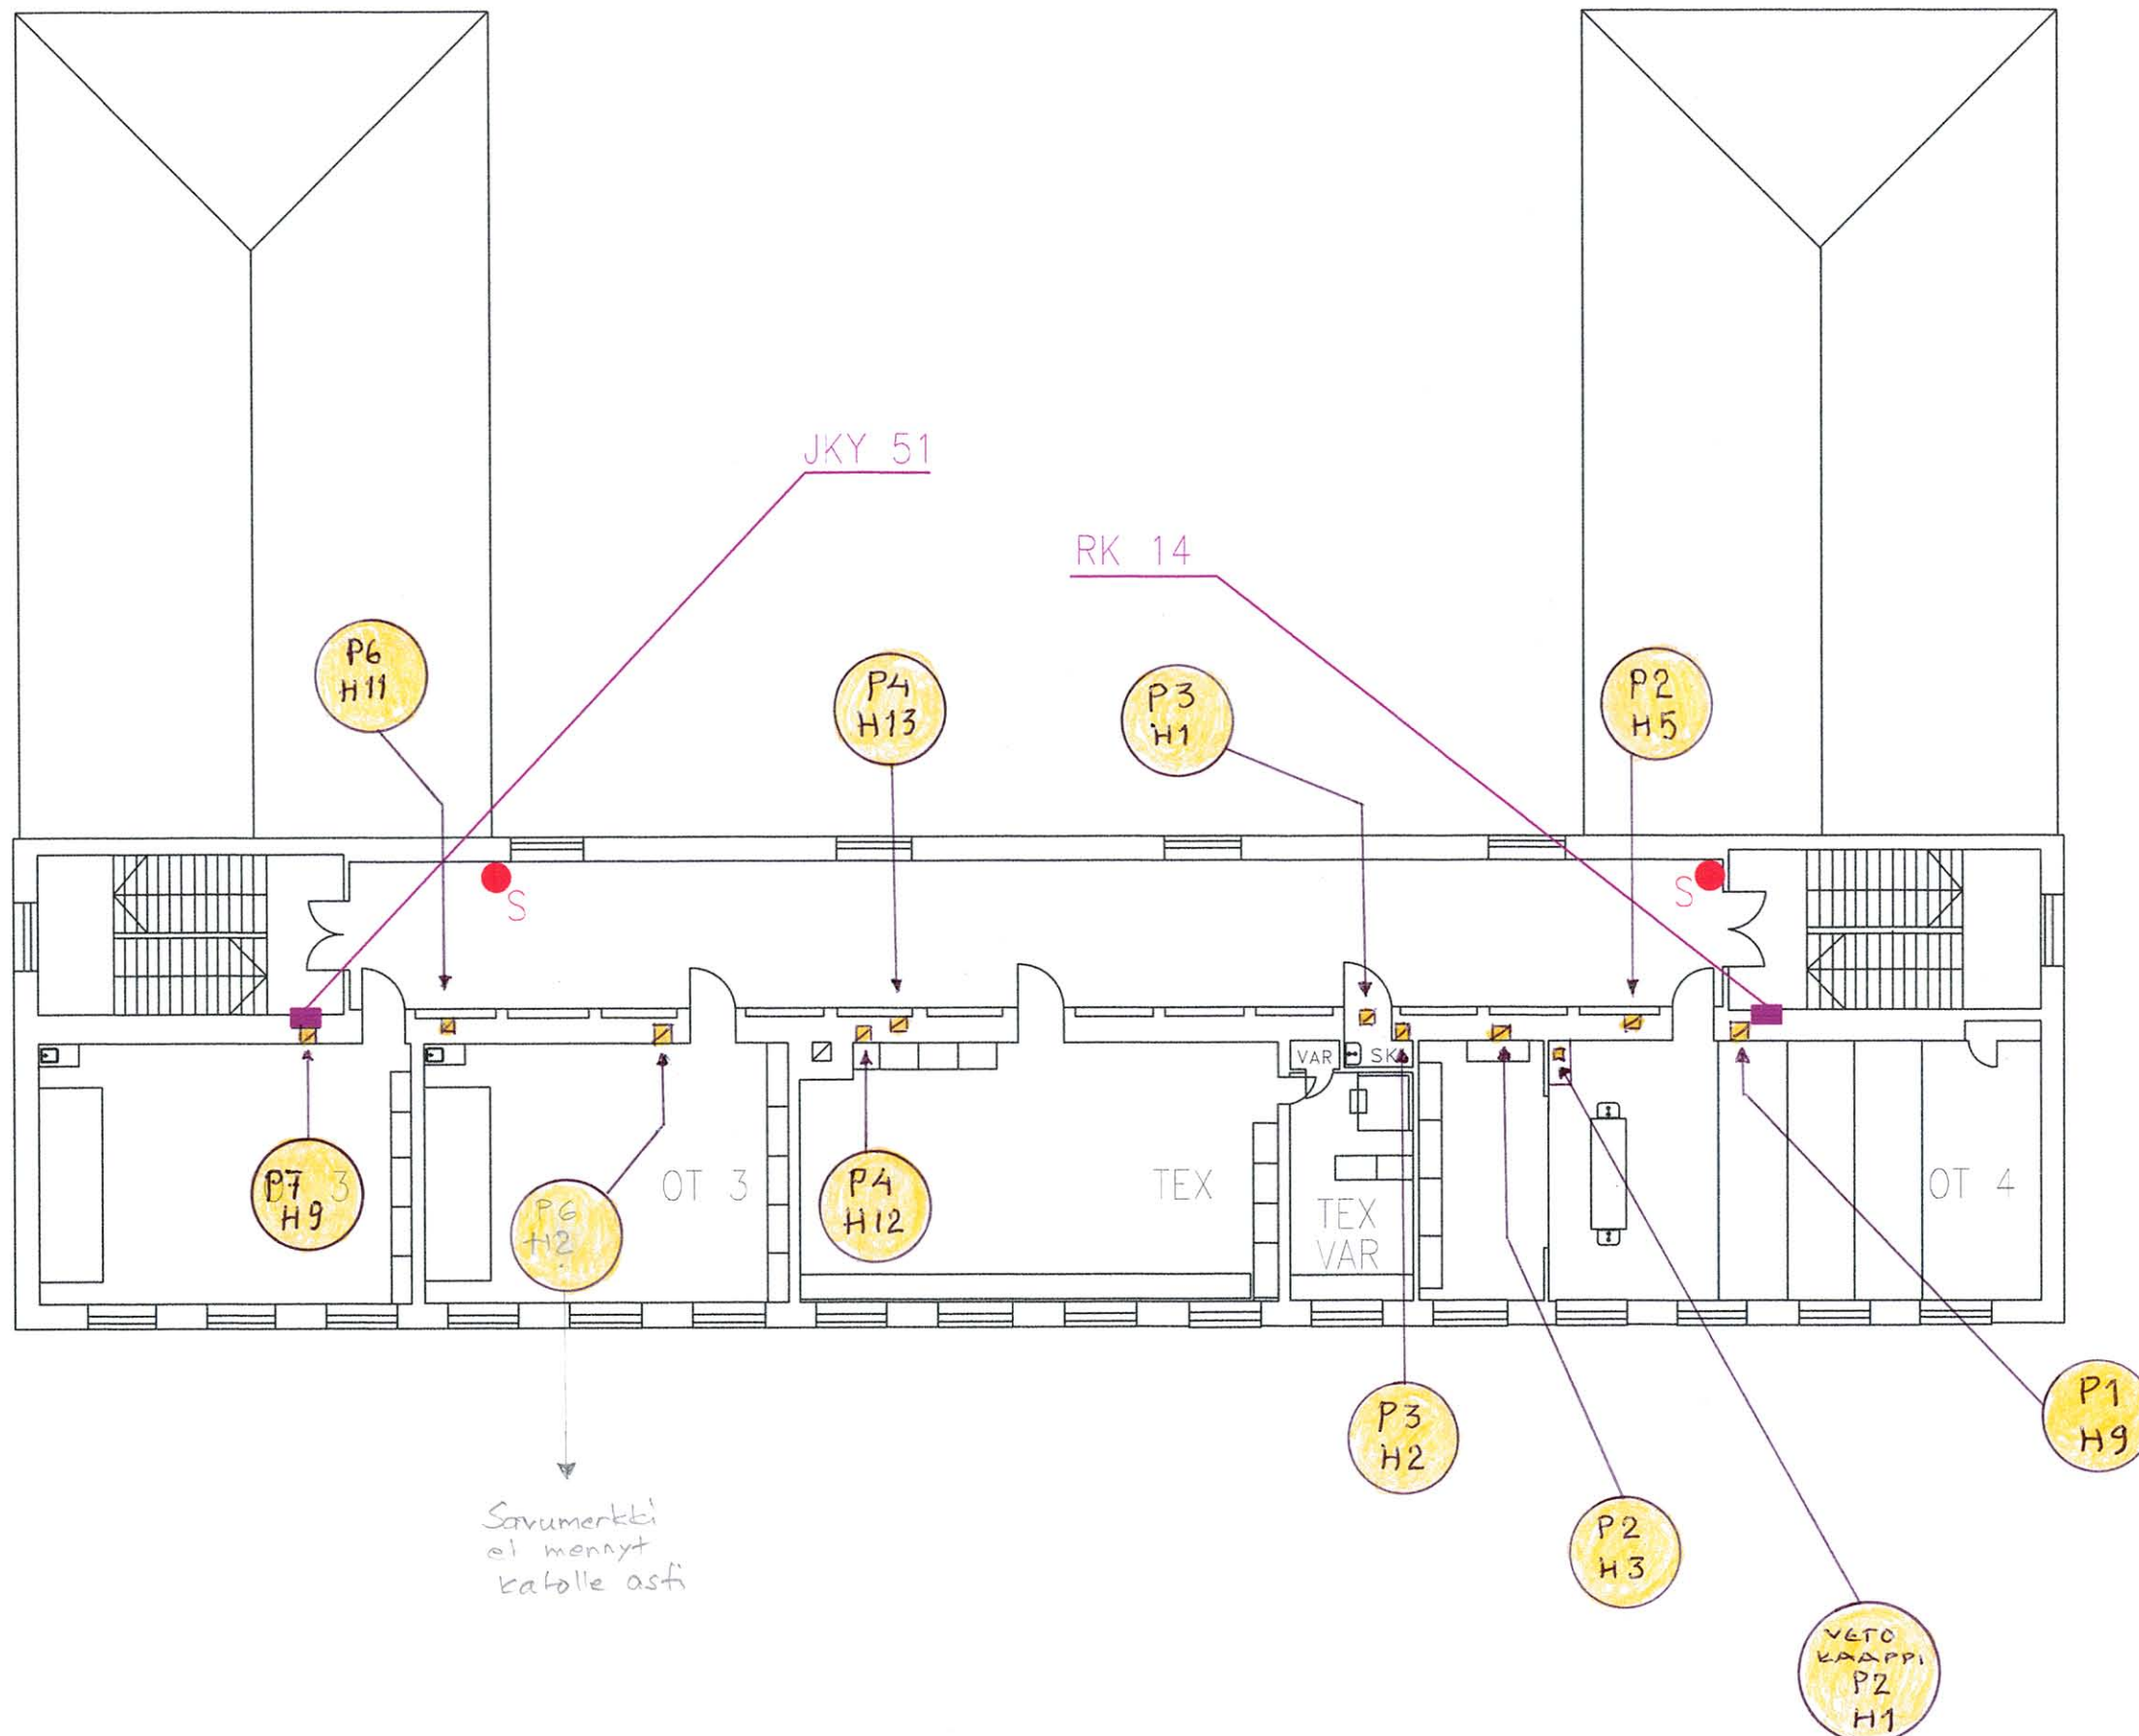 JKY 51
RK 14
P6
H11
P4
H13
P3
H1
P2
H5
S
S
VAR
SK
P7 3
H9
P6
H2
OT 3
P4
H12
TEX
TEX
VAR
OT 4
P1
H9
P3
H2
P2
H3
Savumerkki
ei mennyt
katolle asti
VETO
KAAPPI
P2
H1